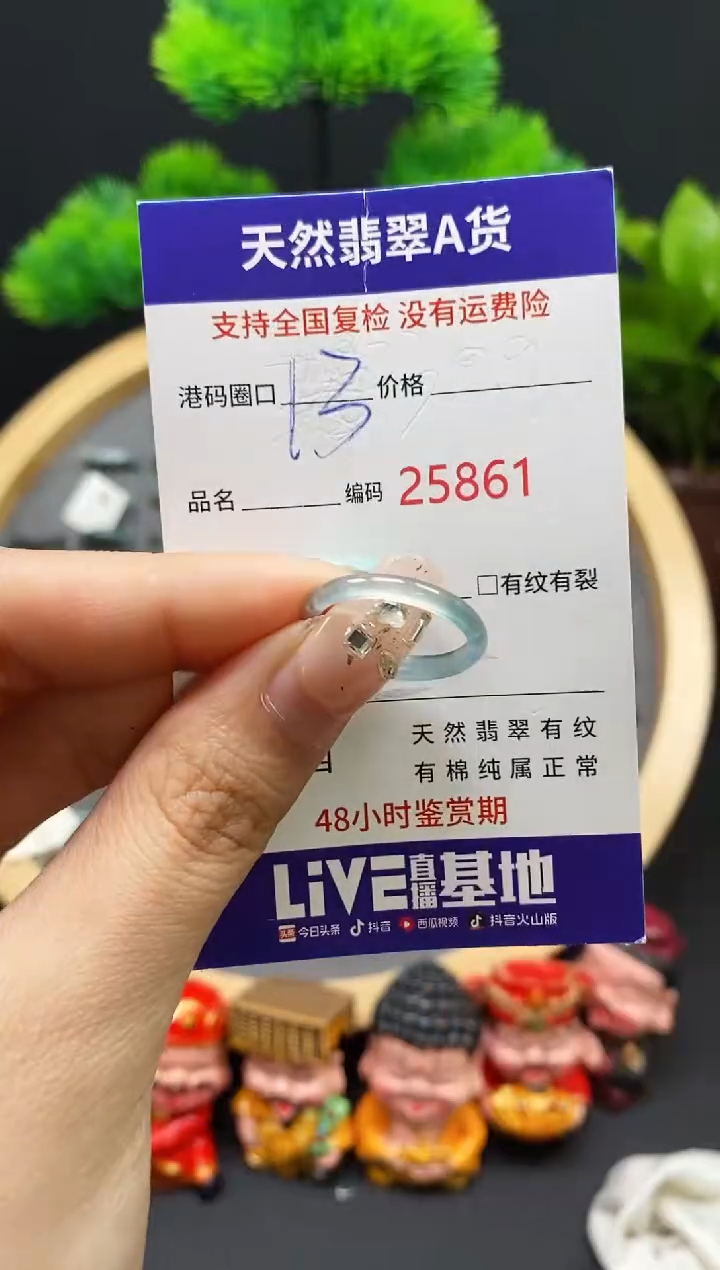 天然翡翠A货
支持全国复检 没有运费险
港码圈口 13 价格
品名 编码 25861
□有纹有裂
天然翡翠有纹
有棉纯属正常
48小时鉴赏期
LiVE直播基地
头条 今日头条 抖音 西瓜视频 抖音火山版